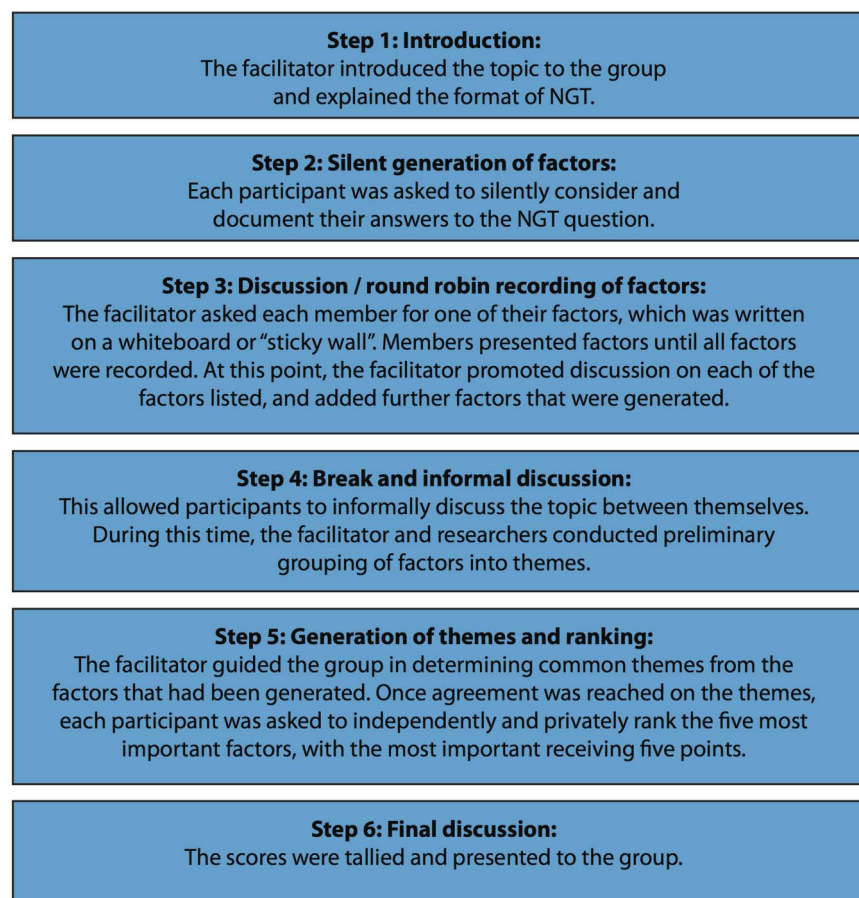 Step 1: Introduction:
The facilitator introduced the topic to the group
and explained the format of NGT.
Step 2: Silent generation of factors:
Each participant was asked to silently consider and
document their answers to the NGT question.
Step 3: Discussion / round robin recording of factors:
The facilitator asked each member for one of their factors, which was written
on a whiteboard or “sticky wall”. Members presented factors until all factors
were recorded. At this point, the facilitator promoted discussion on each of the
factors listed, and added further factors that were generated.
Step 4: Break and informal discussion:
This allowed participants to informally discuss the topic between themselves.
During this time, the facilitator and researchers conducted preliminary
grouping of factors into themes.
Step 5: Generation of themes and ranking:
The facilitator guided the group in determining common themes from the
factors that had been generated. Once agreement was reached on the themes,
each participant was asked to independently and privately rank the five most
important factors, with the most important receiving five points.
Step 6: Final discussion:
The scores were tallied and presented to the group.